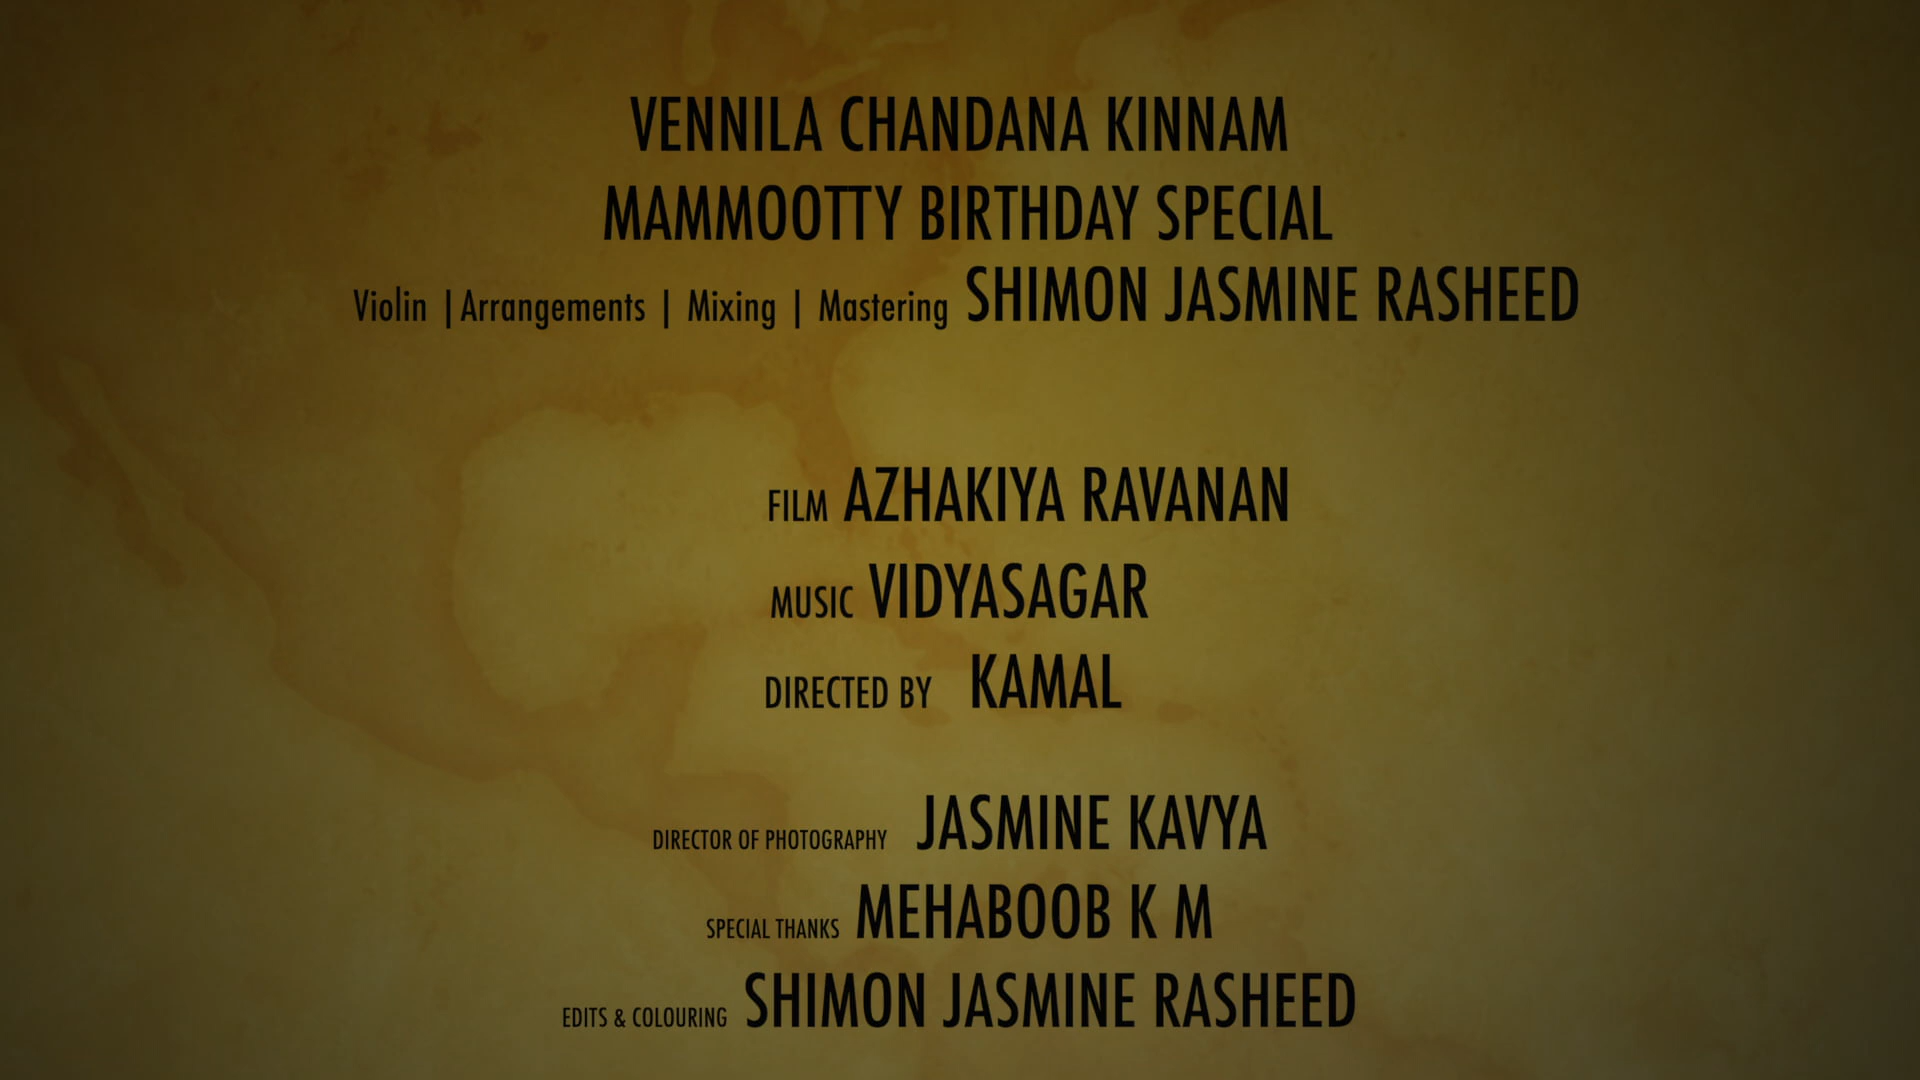 VENNILA CHANDANA KINNAM
MAMMOOTTY BIRTHDAY SPECIAL
Violin | Arrangements | Mixing | Mastering SHIMON JASMINE RASHEED
FILM AZHAKIYA RAVANAN
MUSIC VIDYASAGAR
DIRECTED BY KAMAL
DIRECTOR OF PHOTOGRAPHY JASMINE KAVYA
SPECIAL THANKS MEHABOOB K M
EDITS & COLOURING SHIMON JASMINE RASHEED